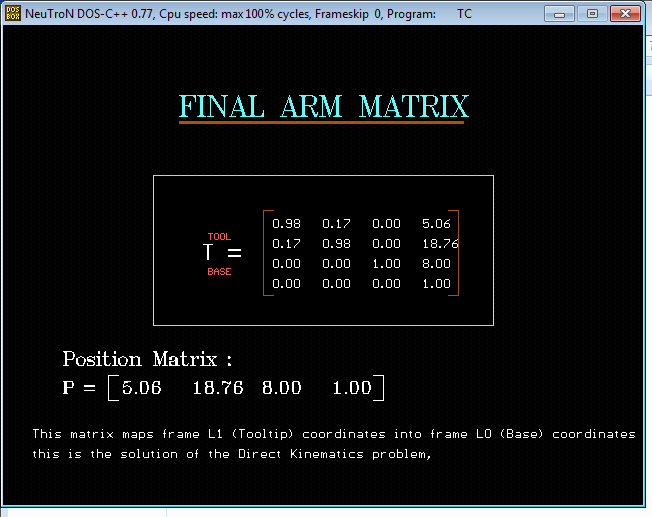 DOS BOX NeuTroN DOS-C++ 0.77, Cpu speed: max 100% cycles, Frameskip 0, Program: TC
FINAL ARM MATRIX
TOOL
T =
BASE
0.98 0.17 0.00 5.06
0.17 0.98 0.00 18.76
0.00 0.00 1.00 8.00
0.00 0.00 0.00 1.00
Position Matrix :
P = [5.06 18.76 8.00 1.00]
This matrix maps frame L1 (Tooltip) coordinates into frame L0 (Base) coordinates
this is the solution of the Direct Kinematics problem,